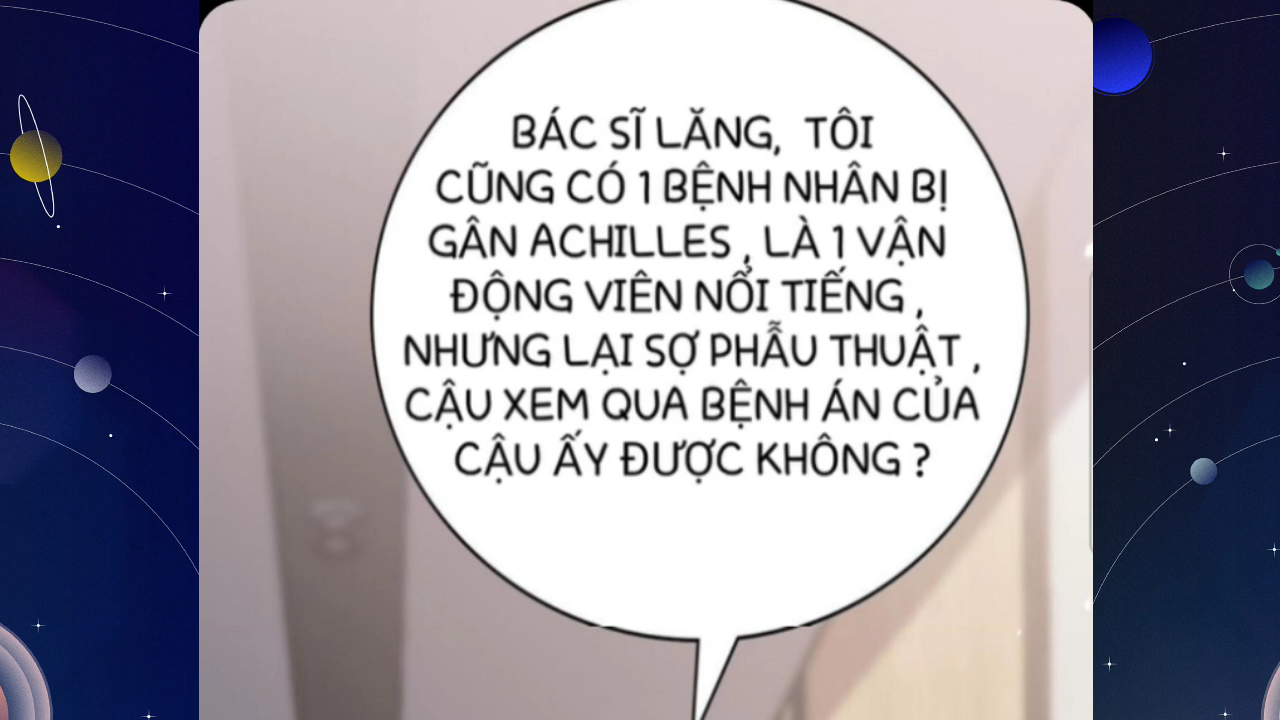 BÁC SĨ LĂNG, TÔI
CŨNG CÓ 1 BỆNH NHÂN BỊ
GÂN ACHILLES , LÀ 1 VẬN
ĐỘNG VIÊN NỔI TIẾNG ,
NHƯNG LẠI SỢ PHẪU THUẬT ,
CẬU XEM QUA BỆNH ÁN CỦA
CẬU ẤY ĐƯỢC KHÔNG ?